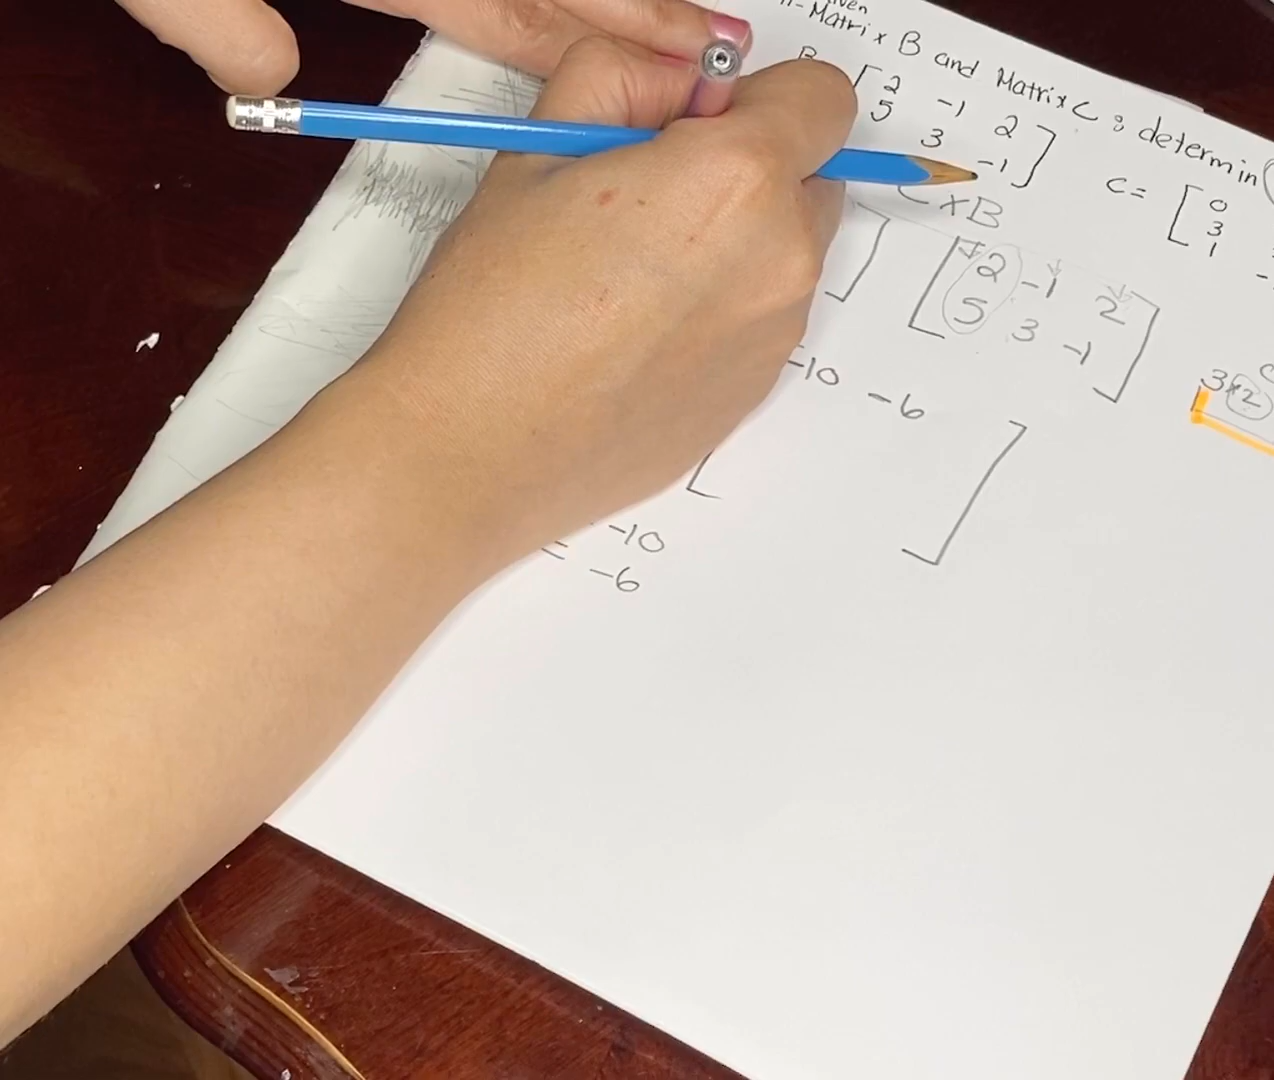 Matrix B and Matrix C; determin
2 -1 2
5 3 -1
C = [ 0
3
1
C x B
[ 2 -1 2
5 3 -1 ]
3x2
-10 -6
[ ]
-10
= -6